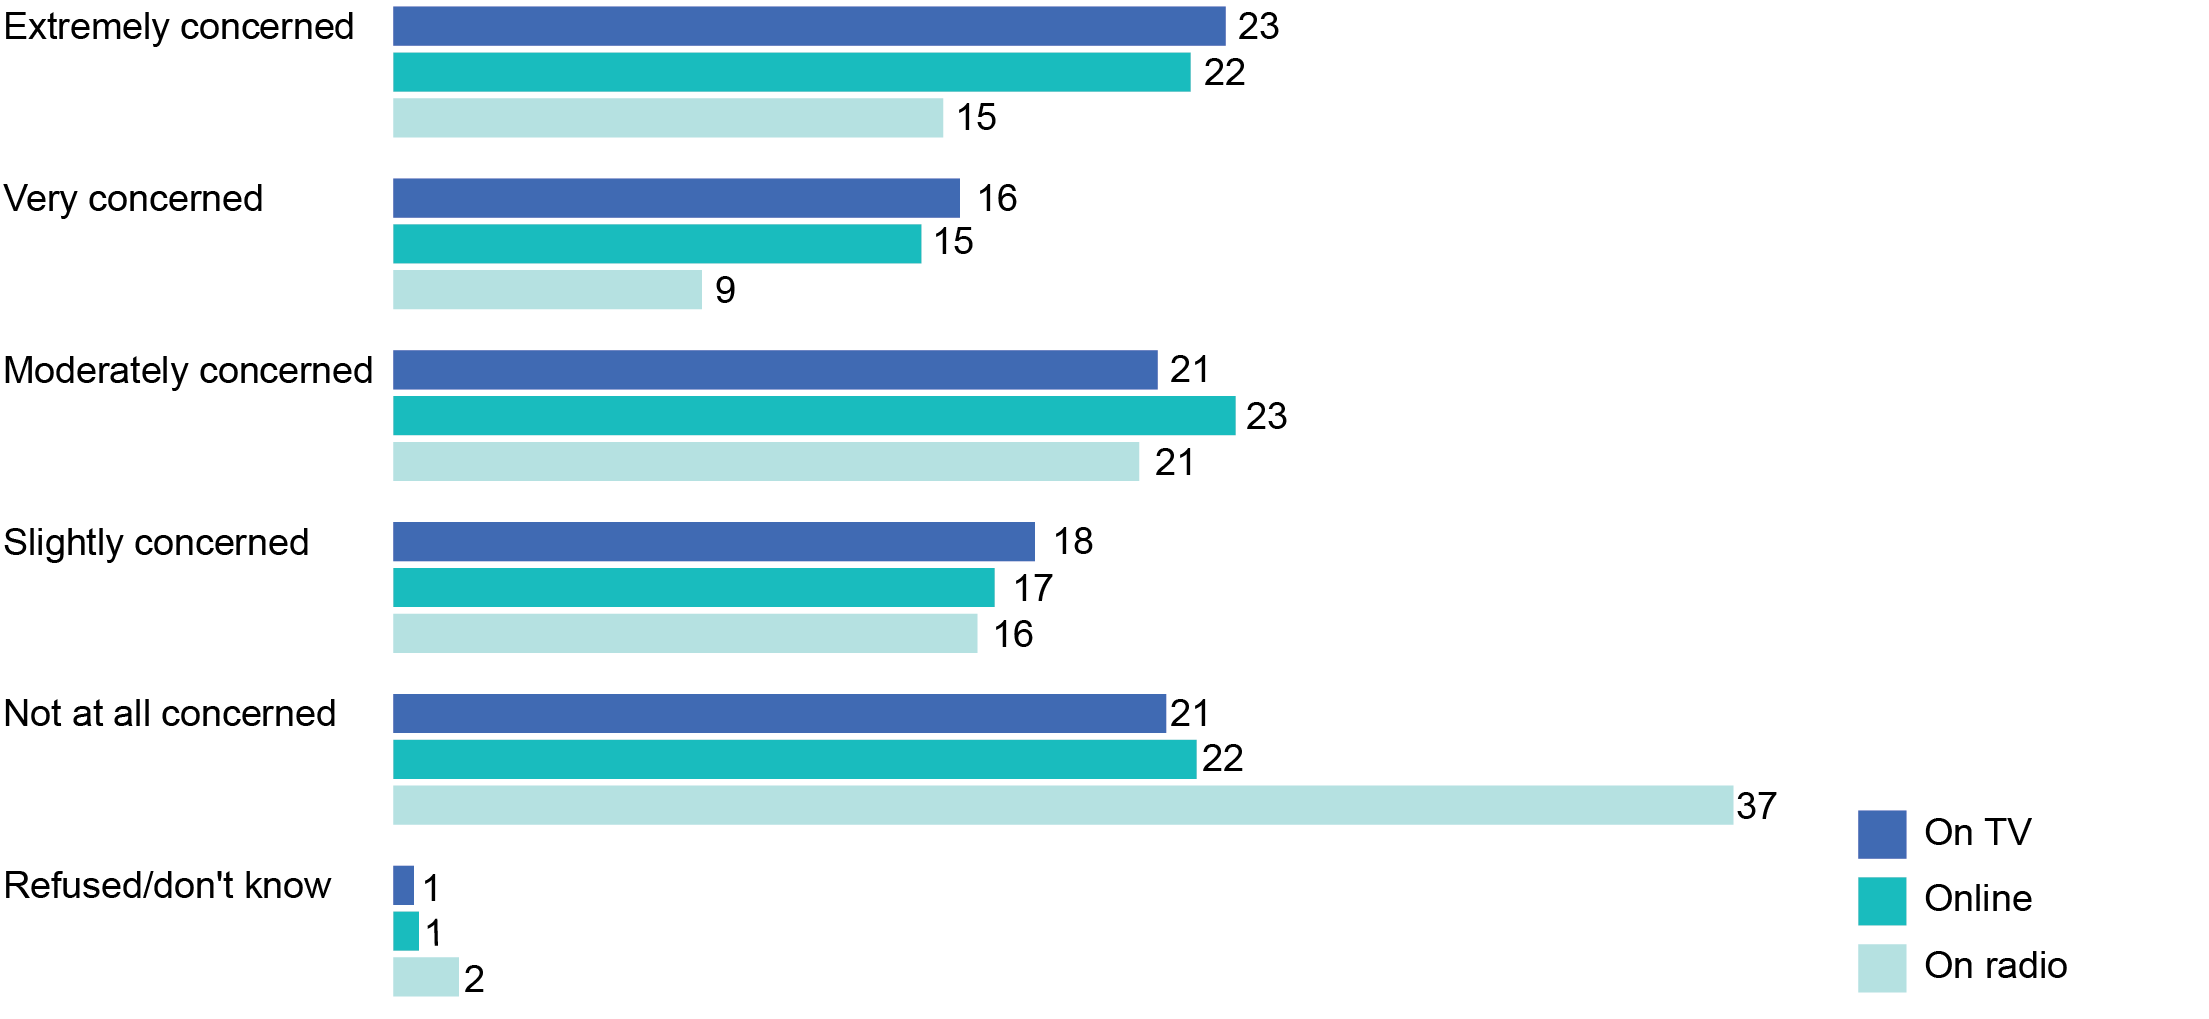 Extremely concerned
23
22
15
Very concerned
16
15
9
Moderately concerned
21
23
21
Slightly concerned
18
17
16
Not at all concerned
21
22
37
Refused/don't know
1
1
2
On TV
Online
On radio